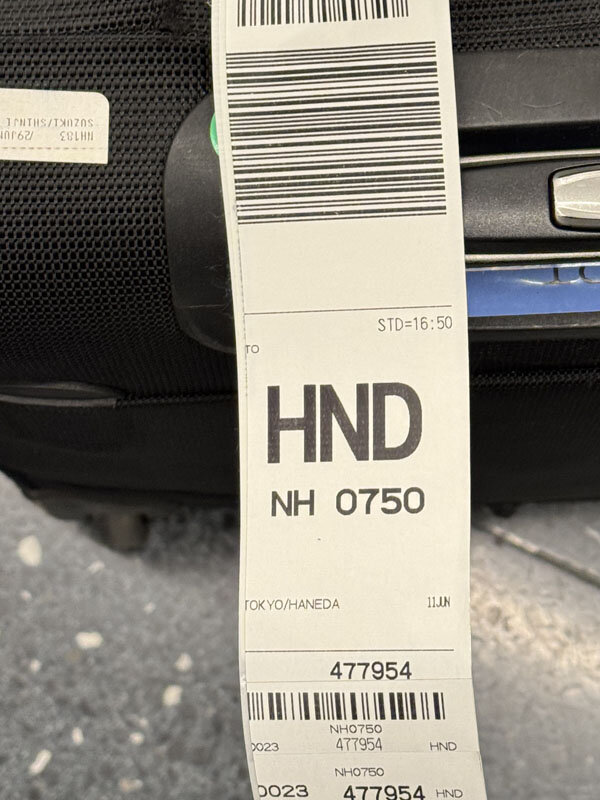 NH183 /29JUN
SUZUKI/SHINJI
STD=16:50
TO
HND
NH 0750
TOKYO/HANEDA 11JUN
477954
NH0750
0023 477954 HND
NH0750
0023 477954 HND